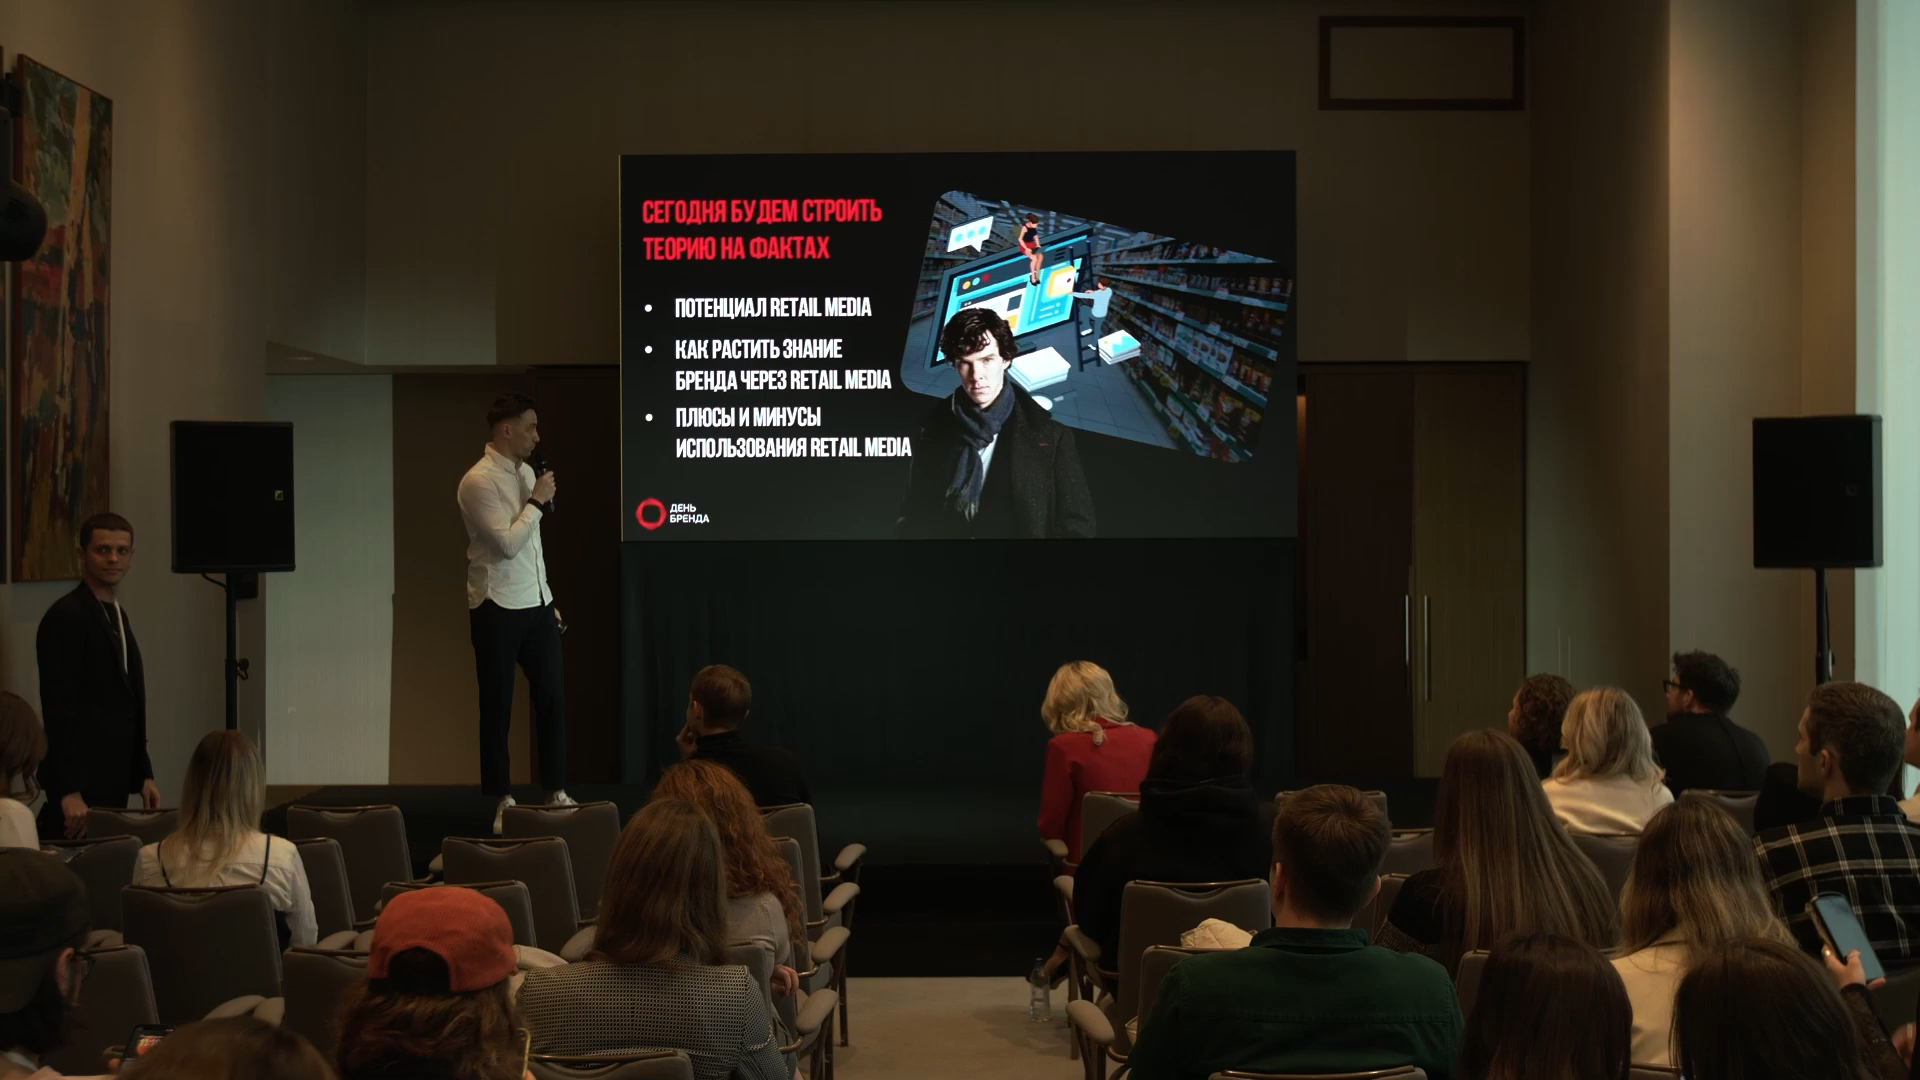 СЕГОДНЯ БУДЕМ СТРОИТЬ
ТЕОРИЮ НА ФАКТАХ
• ПОТЕНЦИАЛ RETAIL MEDIA
• КАК РАСТИТЬ ЗНАНИЕ
БРЕНДА ЧЕРЕЗ RETAIL MEDIA
• ПЛЮСЫ И МИНУСЫ
ИСПОЛЬЗОВАНИЯ RETAIL MEDIA
ДЕНЬ
БРЕНДА